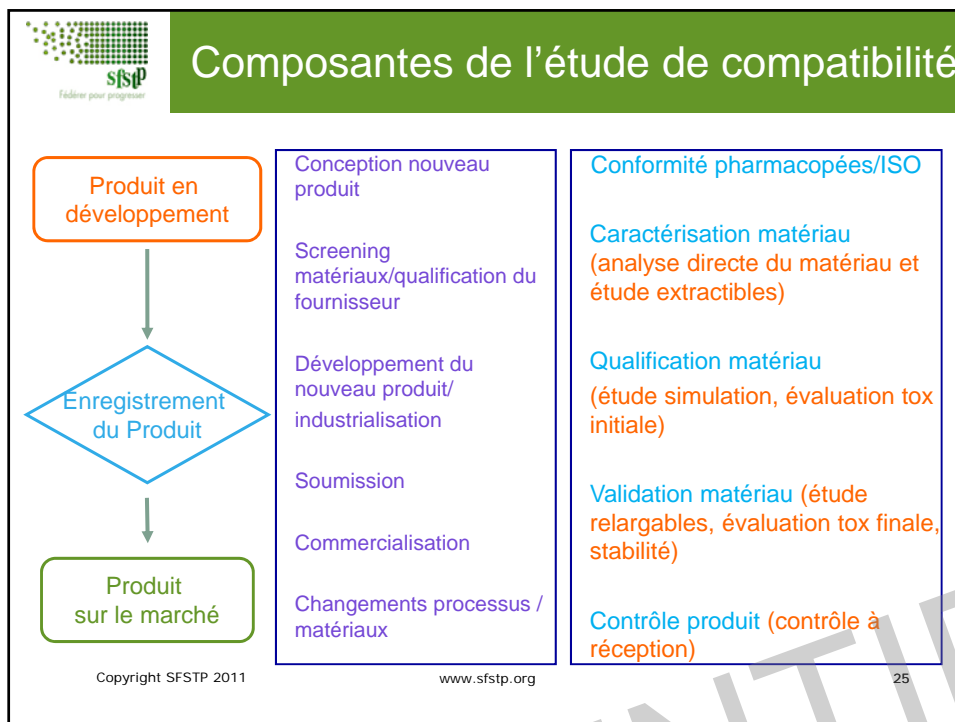 sfstp
Fédérer pour progresser
Composantes de l'étude de compatibilité
Produit en
développement
Enregistrement
du Produit
Produit
sur le marché
Conception nouveau
produit
Screening
matériaux/qualification du
fournisseur
Développement du
nouveau produit/
industrialisation
Soumission
Commercialisation
Changements processus /
matériaux
Conformité pharmacopées/ISO
Caractérisation matériau
(analyse directe du matériau et
étude extractibles)
Qualification matériau
(étude simulation, évaluation tox
initiale)
Validation matériau (étude
relargables, évaluation tox finale,
stabilité)
Contrôle produit (contrôle à
réception)
Copyright SFSTP 2011
www.sfstp.org
25